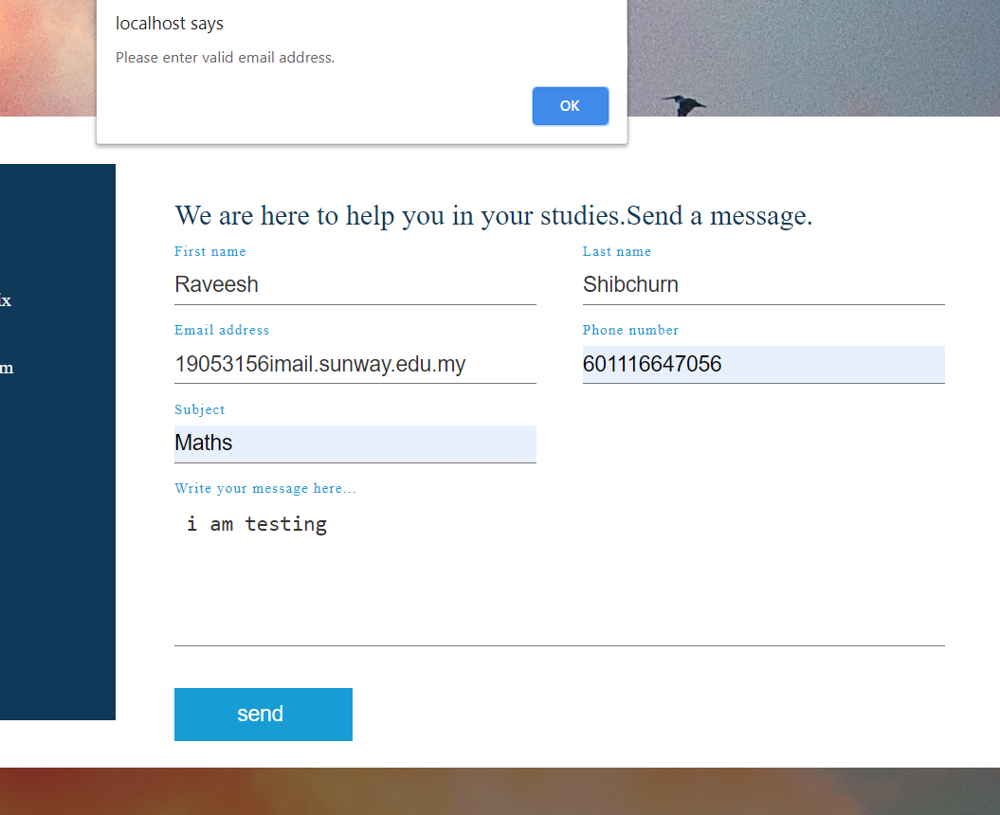 localhost says
Please enter valid email address.
OK
We are here to help you in your studies.Send a message.
First name
Last name
Raveesh
Shibchurn
ix
Email address
Phone number
19053156imail.sunway.edu.my
601116647056
m
Subject
Maths
Write your message here...
i am testing
send